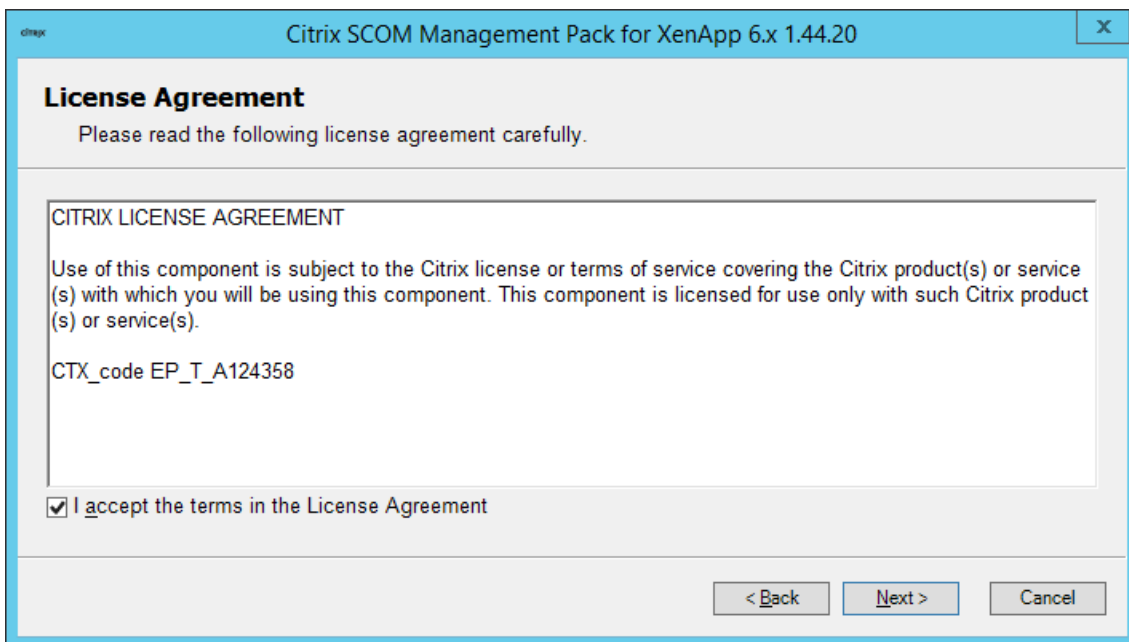 citrix
Citrix SCOM Management Pack for XenApp 6.x 1.44.20
X
License Agreement
Please read the following license agreement carefully.
CITRIX LICENSE AGREEMENT
Use of this component is subject to the Citrix license or terms of service covering the Citrix product(s) or service
(s) with which you will be using this component. This component is licensed for use only with such Citrix product
(s) or service(s).
CTX_code EP_T_A124358
I accept the terms in the License Agreement
< Back
Next >
Cancel